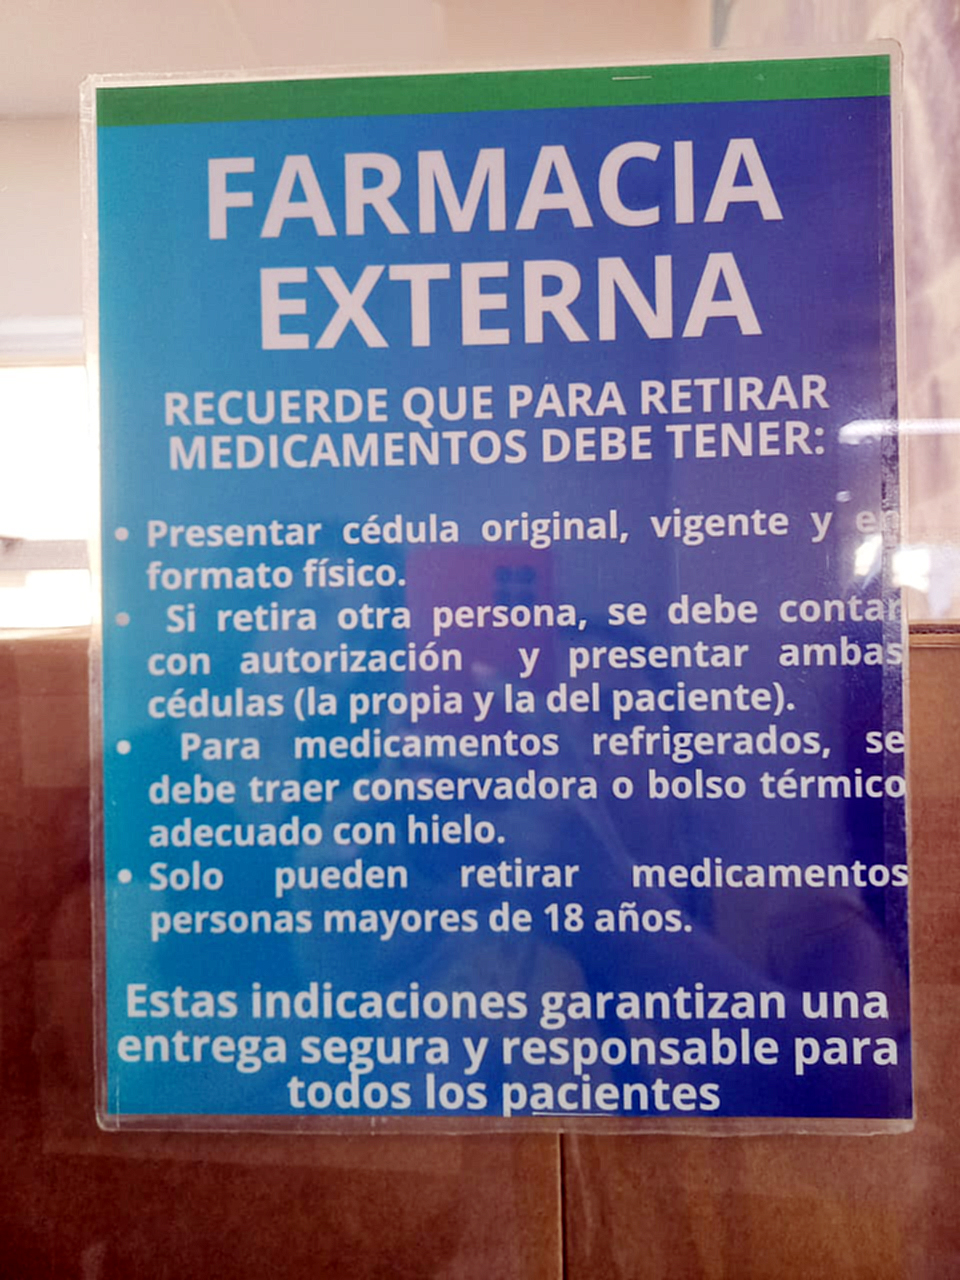 FARMACIA
EXTERNA
RECUERDE QUE PARA RETIRAR
MEDICAMENTOS DEBE TENER:
• Presentar cédula original, vigente y en
formato físico.
• Si retira otra persona, se debe contar
con autorización y presentar ambas
cédulas (la propia y la del paciente).
• Para medicamentos refrigerados, se
debe traer conservadora o bolso térmico
adecuado con hielo.
• Solo pueden retirar medicamentos
personas mayores de 18 años.
Estas indicaciones garantizan una
entrega segura y responsable para
todos los pacientes